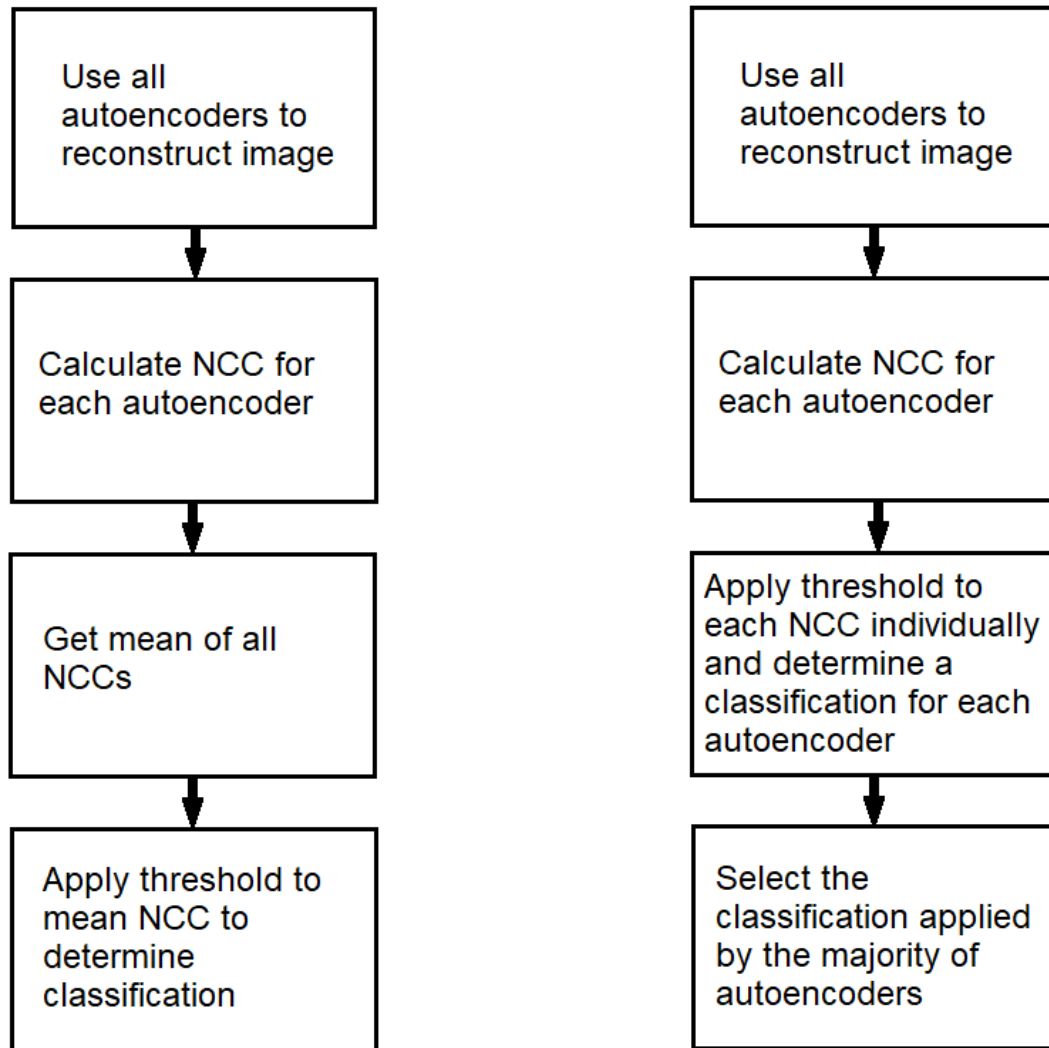 Use all
autoencoders to
reconstruct image
Calculate NCC for
each autoencoder
Get mean of all
NCCs
Apply threshold to
mean NCC to
determine
classification
Use all
autoencoders to
reconstruct image
Calculate NCC for
each autoencoder
Apply threshold to
each NCC individually
and determine a
classification for each
autoencoder
Select the
classification applied
by the majority of
autoencoders